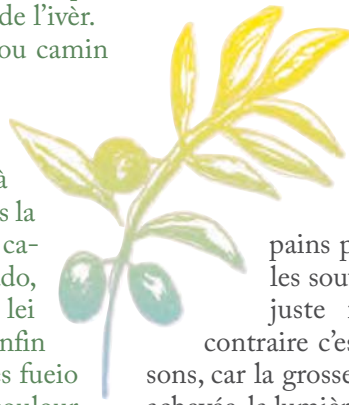 de l’ivèr.
ou camin
à
s la
ca-
do,
lei
nfin
s fueio
pains p
les sout
juste
contraire c’es
sons, car la grosse